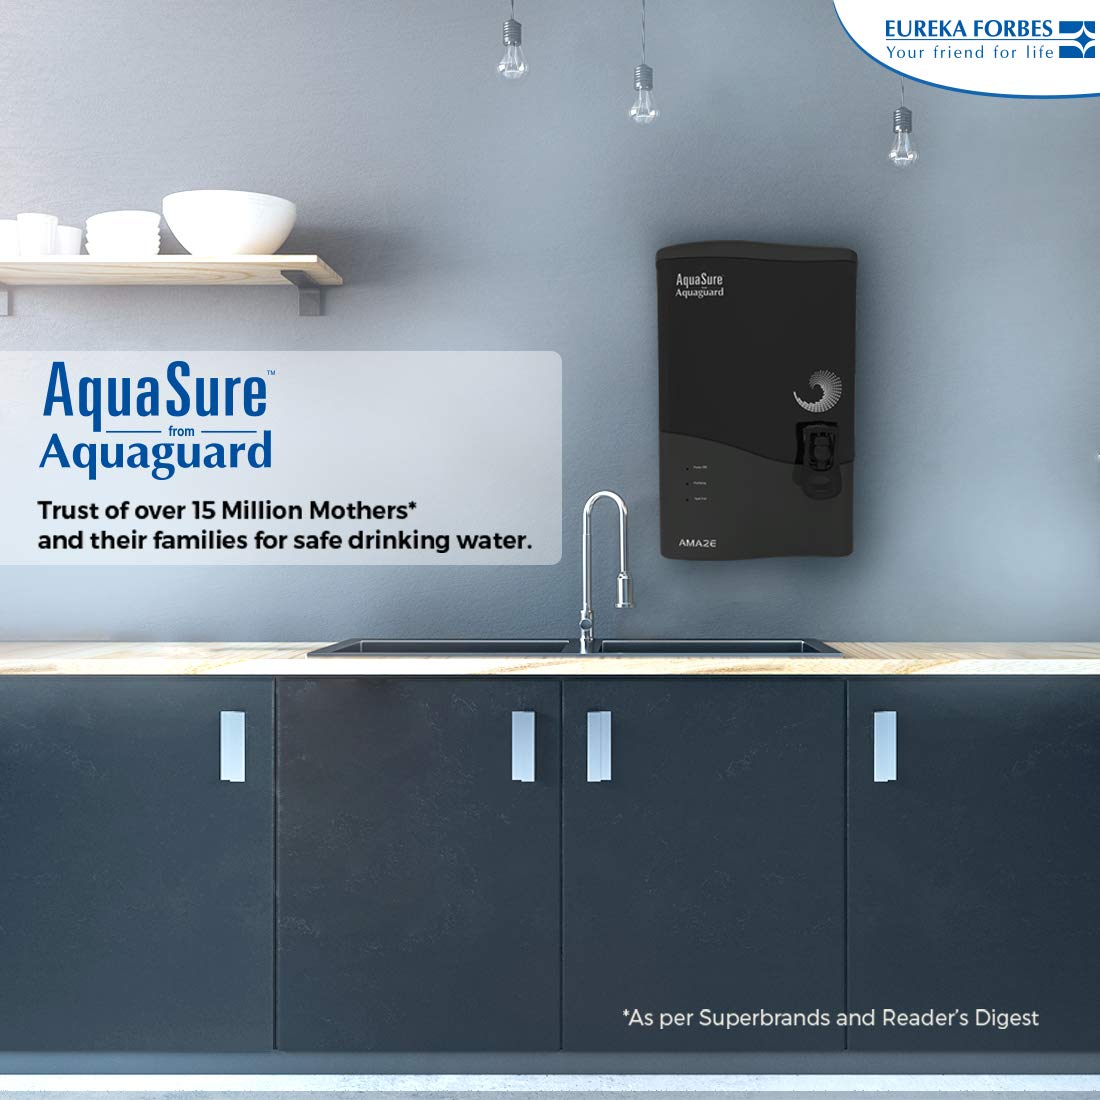 EUREKA FORBES
Your friend for life
AquaSure
from
Aquaguard
AquaSure™
from
Aquaguard
Trust of over 15 Million Mothers*
and their families for safe drinking water.
AMAZE
*As per Superbrands and Reader's Digest